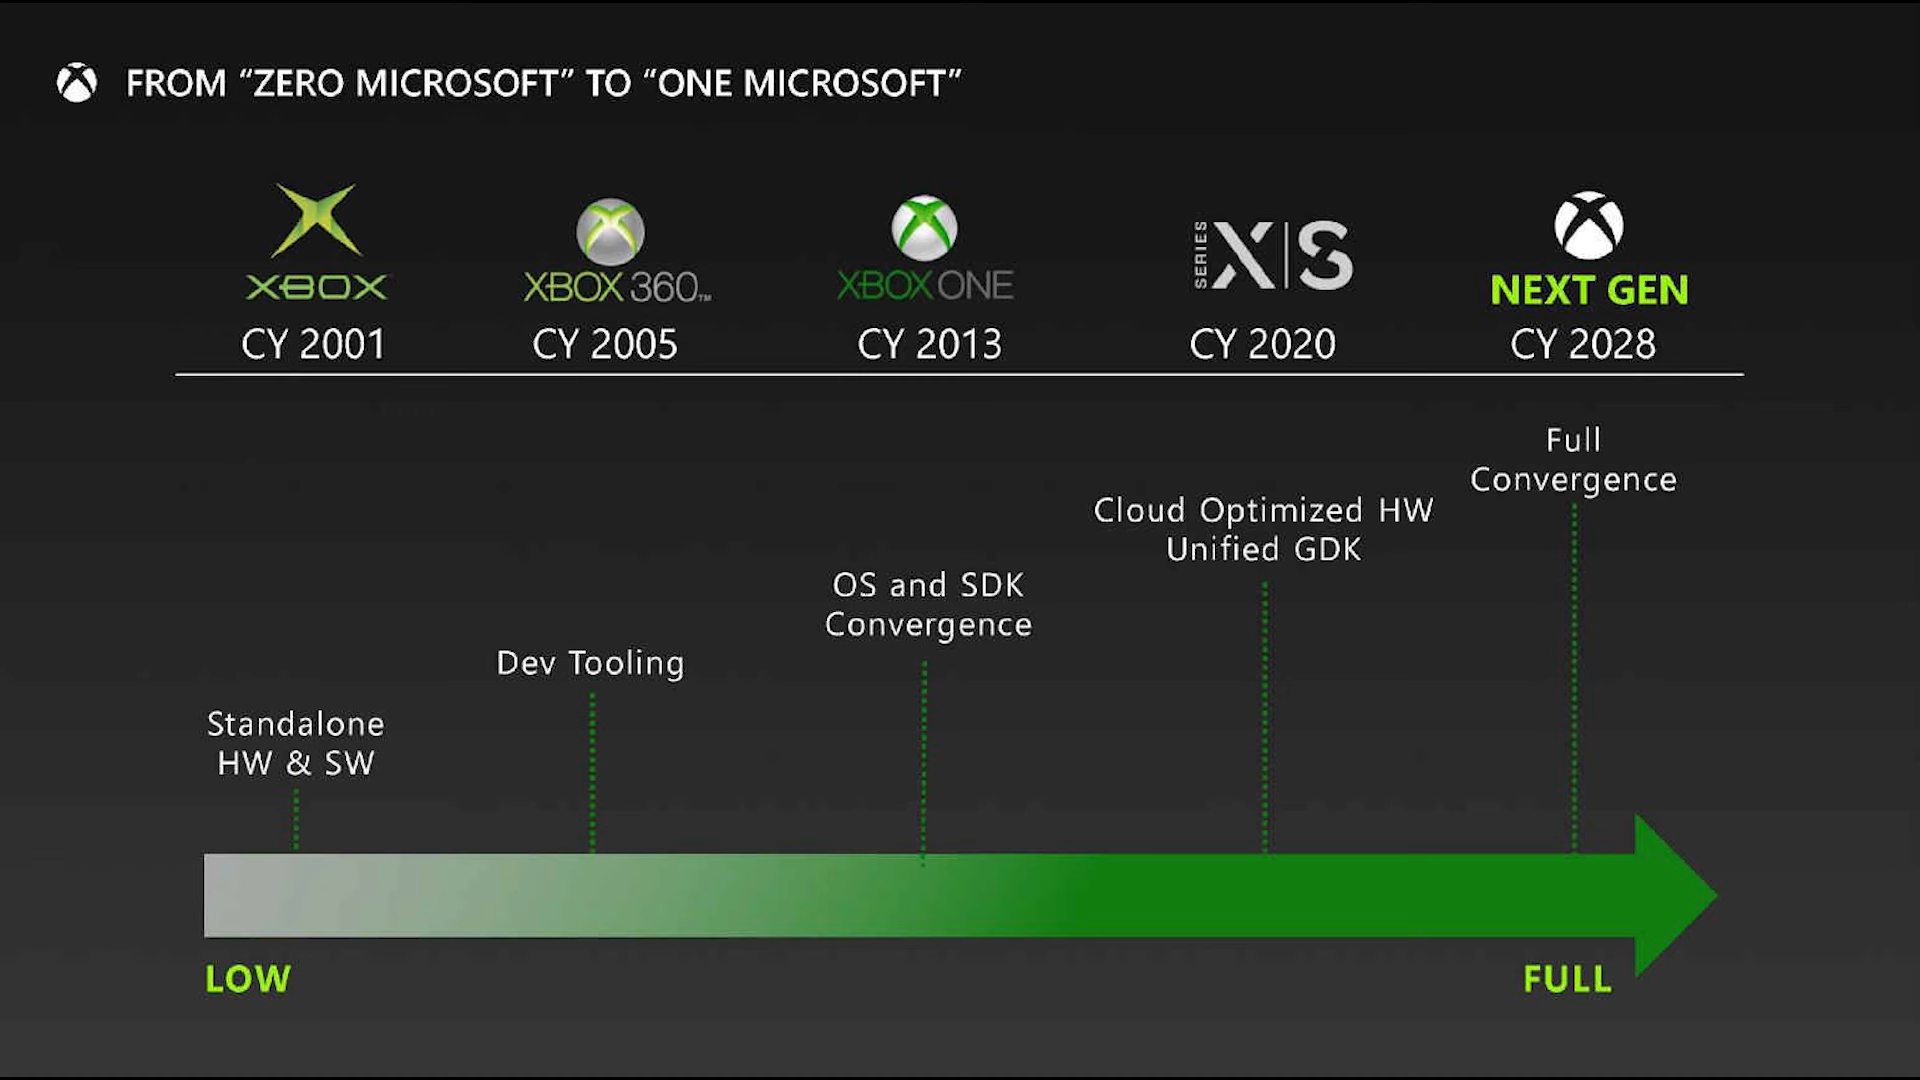 FROM “ZERO MICROSOFT” TO “ONE MICROSOFT”
XBOX
XBOX 360™
XBOX ONE
SERIES X|S
NEXT GEN
CY 2001
CY 2005
CY 2013
CY 2020
CY 2028
Full
Convergence
Cloud Optimized HW
Unified GDK
OS and SDK
Convergence
Dev Tooling
Standalone
HW & SW
LOW
FULL